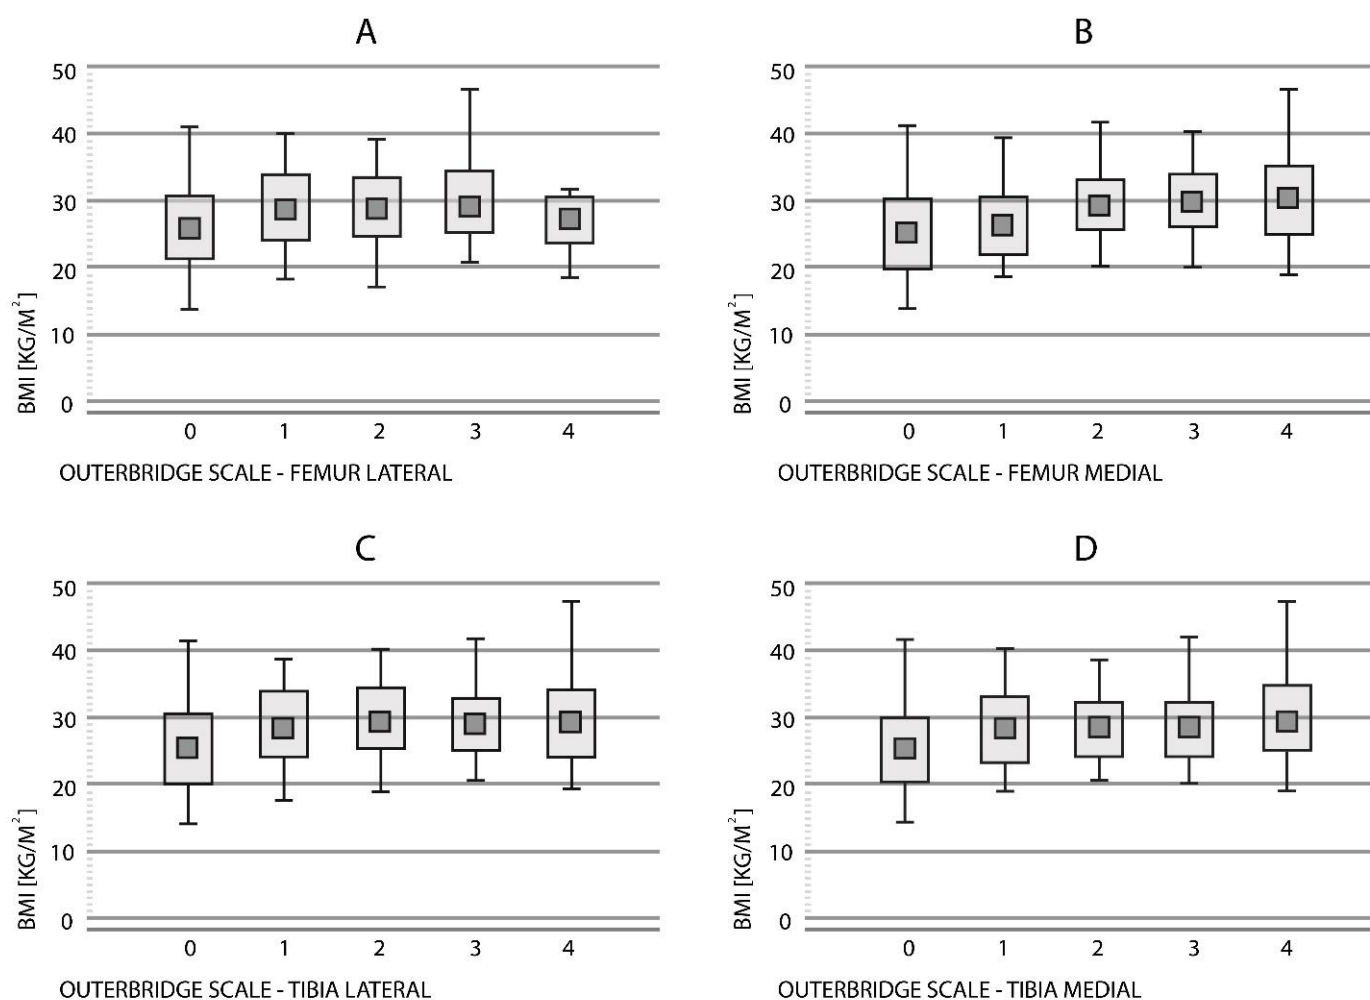 A
50
40
30
20
10
0
BMI [KG/M²]
0 1 2 3 4
OUTERBRIDGE SCALE - FEMUR LATERAL
B
50
40
30
20
10
0
BMI [KG/M²]
0 1 2 3 4
OUTERBRIDGE SCALE - FEMUR MEDIAL
C
50
40
30
20
10
0
BMI [KG/M²]
0 1 2 3 4
OUTERBRIDGE SCALE - TIBIA LATERAL
D
50
40
30
20
10
0
BMI [KG/M²]
0 1 2 3 4
OUTERBRIDGE SCALE - TIBIA MEDIAL